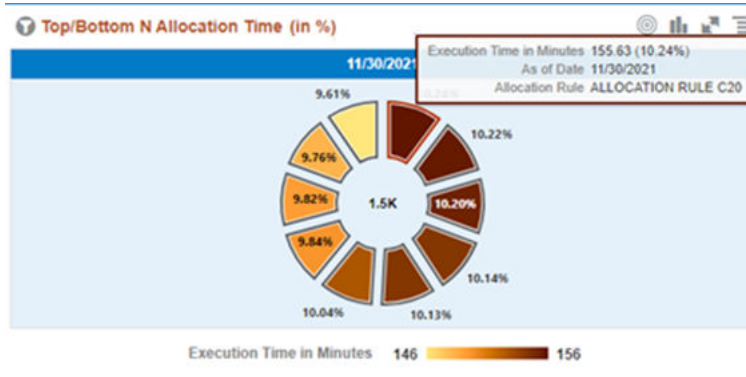 Top/Bottom N Allocation Time (in %)
Execution Time in Minutes 155.63 (10.24%)
As of Date 11/30/2021
Allocation Rule ALLOCATION RULE C20
11/30/2021
9.61%
10.22%
9.76%
9.82%
1.5K
10.20%
9.84%
10.14%
10.04%
10.13%
Execution Time in Minutes 146 156